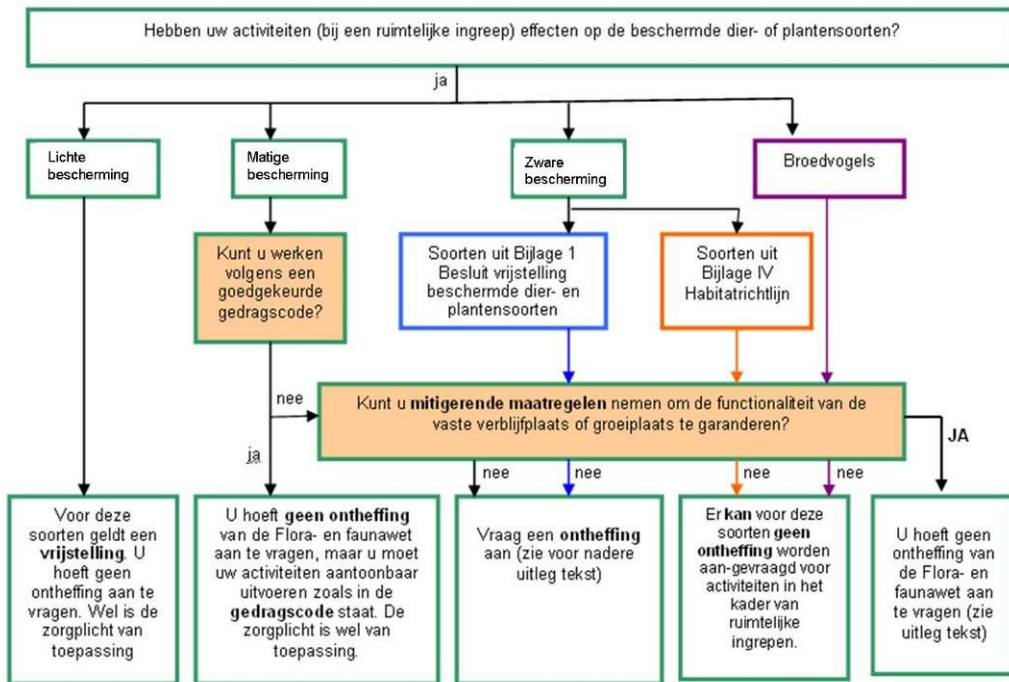 Hebben uw activiteiten (bij een ruimtelijke ingreep) effecten op de beschermde dier- of plantensoorten?
ja
Lichte
bescherming
Matige
bescherming
Zware
bescherming
Broedvogels
Kunt u werken
volgens een
goedgekeurde
gedragscode?
Soorten uit Bijlage 1
Besluit vrijstelling
beschermde dier- en
plantensoorten
Soorten uit
Bijlage IV
Habitatrichtlijn
nee
Kunt u mitigerende maatregelen nemen om de functionaliteit van de
vaste verblijfplaats of groeiplaats te garanderen?
JA
ja
nee
nee
nee
nee
Voor deze
soorten geldt een
vrijstelling. U
hoeft geen
ontheffing aan te
vragen. Wel is de
zorgplicht van
toepassing
U hoeft geen ontheffing
van de Flora- en faunawet
aan te vragen, maar u moet
uw activiteiten aantoonbaar
uitvoeren zoals in de
gedragscode staat. De
zorgplicht is wel van
toepassing.
Vraag een ontheffing
aan (zie voor nadere
uitleg tekst)
Er kan voor deze
soorten geen
ontheffing worden
aan-gevraagd voor
activiteiten in het
kader van
ruimtelijke
ingrepen.
U hoeft geen
ontheffing van
de Flora- en
faunawet aan
te vragen (zie
uitleg tekst)